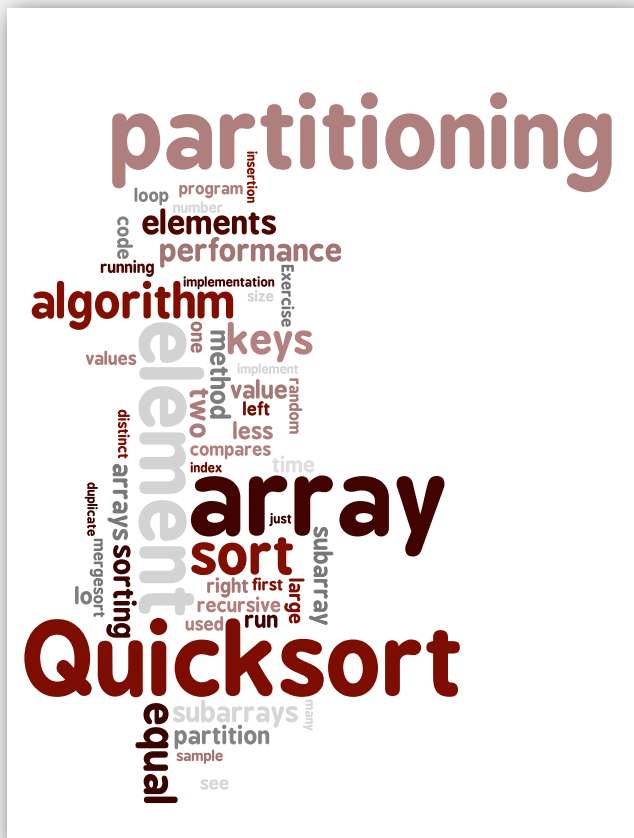 partitioning
insertion
program
loop
number
code
elements
performance
running
implementation
Exercise
size
algorithm
element
one
method
keys
values
implement
random
value
two
left
distinct
less
compares
time
index
arrays
array
duplicate
just
subarray
mergesort
sorting
sort
right
first
large
lo
recursive
used
run
Quicksort
equal
subarrays
many
partition
sample
see